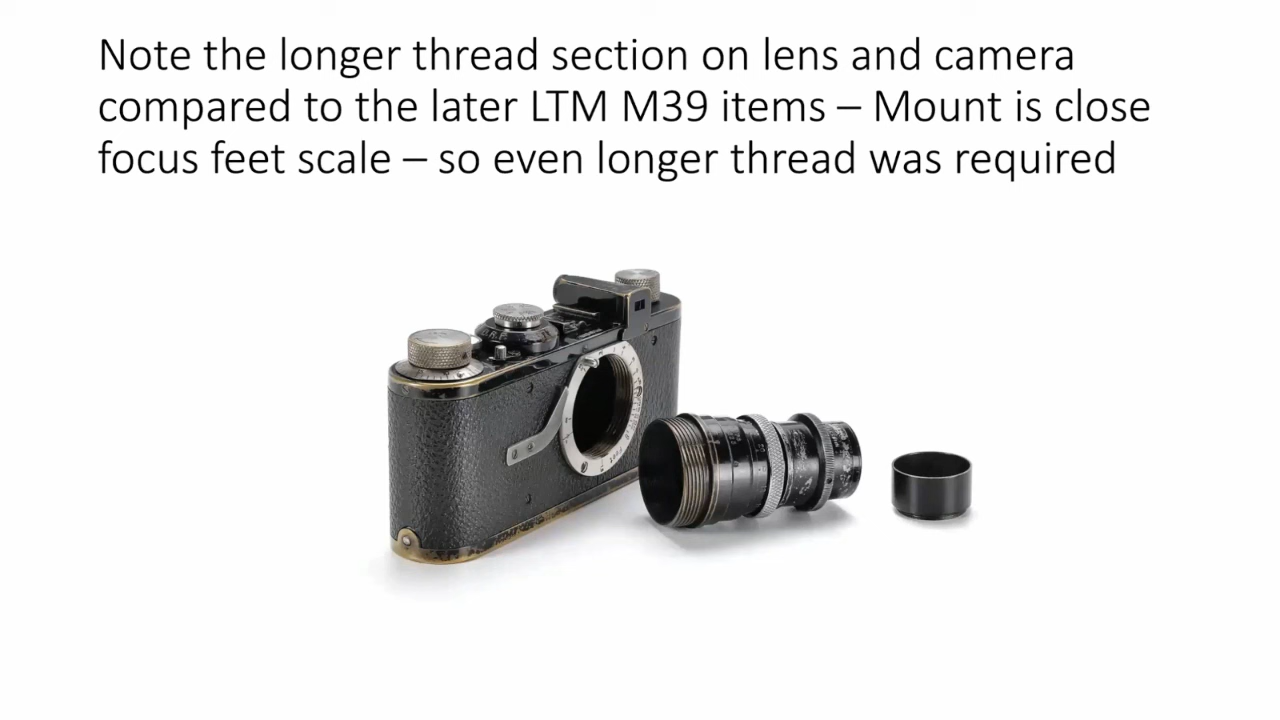 Note the longer thread section on lens and camera
compared to the later LTM M39 items – Mount is close
focus feet scale – so even longer thread was required